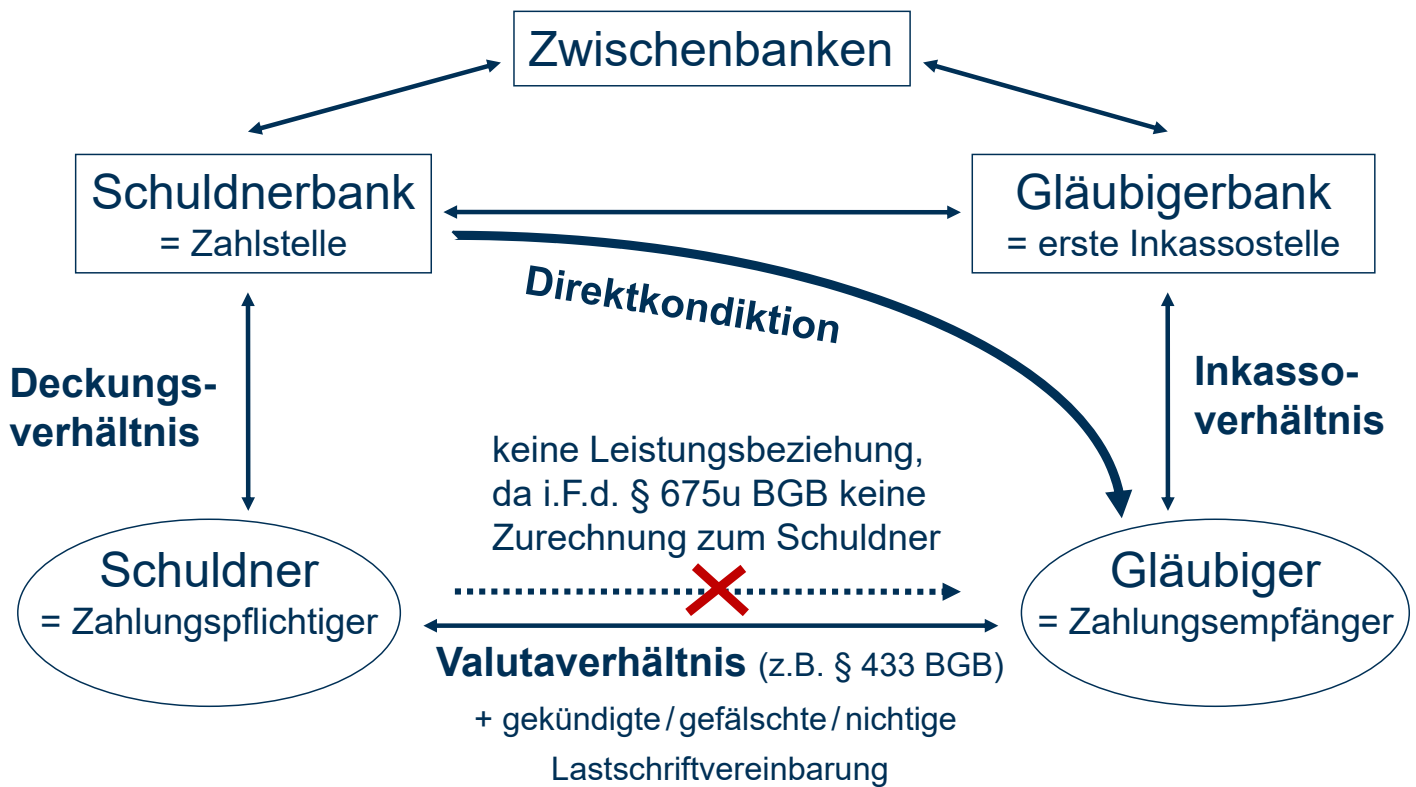 Zwischenbanken
Schuldnerbank
= Zahlstelle
Gläubigerbank
= erste Inkassostelle
Direktkondiktion
Deckungs-
verhältnis
Inkasso-
verhältnis
keine Leistungsbeziehung,
da i.F.d. § 675u BGB keine
Zurechnung zum Schuldner
Schuldner
= Zahlungspflichtiger
Gläubiger
= Zahlungsempfänger
Valutaverhältnis (z.B. § 433 BGB)
+ gekündigte/gefälschte/nichtige
Lastschriftvereinbarung